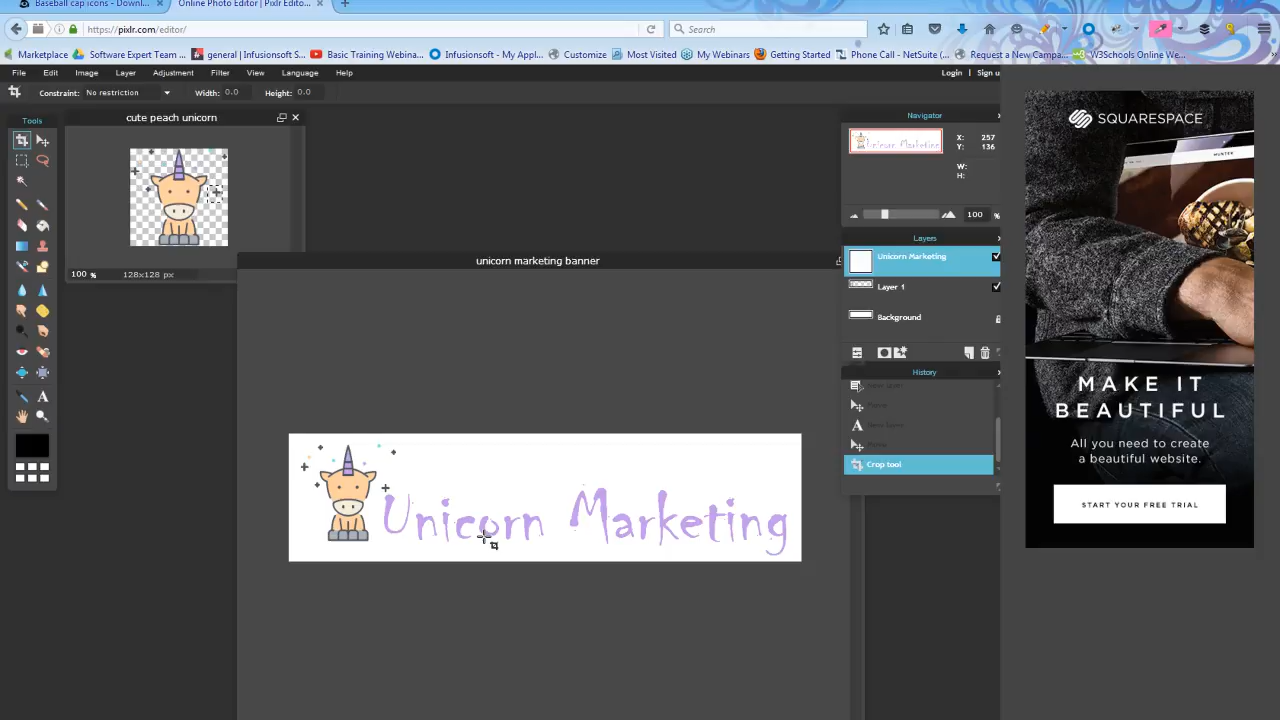 Baseball cap icons - Downl...
Online Photo Editor | Pixlr Edito...
https://pixlr.com/editor/
Search
Marketplace
Software Expert Team ...
general | Infusionsoft - ...
Basic Training Webina...
Infusionsoft - My Appl...
Customize
Most Visited
My Webinars
Getting Started
Phone Call - NetSuite (...
Request a New Campa...
W3Schools Online We...
File Edit Image Layer Adjustment Filter View Language Help
Login Sign u
Constraint: No restriction Width: 0.0 Height: 0.0
Tools
cute peach unicorn
100 % 128x128 px
unicorn marketing banner
Unicorn Marketing
Navigator
Unicorn Marketing
X: 257
Y: 136
W:
H:
100 %
Layers
Unicorn Marketing
Layer 1
Background
History
Crop tool
SQUARESPACE
MAKE IT
BEAUTIFUL
All you need to create
a beautiful website.
START YOUR FREE TRIAL